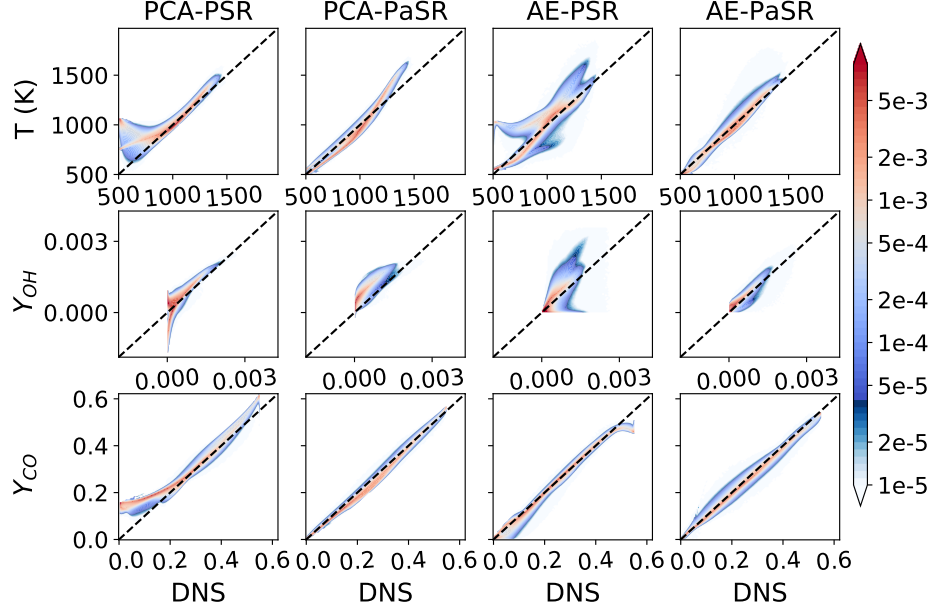 PCA-PSR PCA-PaSR AE-PSR AE-PaSR
T (K)
1500
1000
500
500 1000 1500 500 1000 1500 500 1000 1500 500 1000 1500
Y_OH
0.003
0.000
0.000 0.003 0.000 0.003 0.000 0.003 0.000 0.003
Y_CO
0.6
0.4
0.2
0.0
0.0 0.2 0.4 0.6 0.0 0.2 0.4 0.6 0.0 0.2 0.4 0.6 0.0 0.2 0.4 0.6
DNS DNS DNS DNS
5e-3
2e-3
1e-3
5e-4
2e-4
1e-4
5e-5
2e-5
1e-5